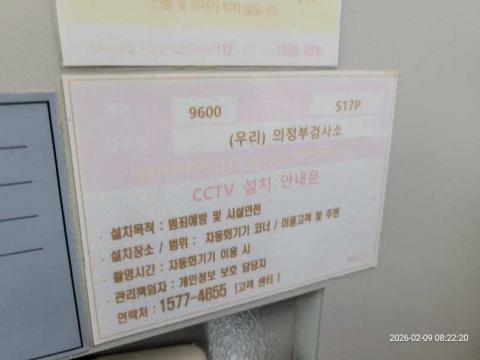 112
9600 517P
(우리) 의정부검사소
CCTV 설치 안내문
· 설치목적 : 범죄예방 및 시설안전
· 설치장소 / 범위 : 자동화기기 코너 / 이용고객 및 주변
· 촬영시간 : 자동화기기 이용 시
· 관리책임자 : 개인정보 보호 담당자
· 연락처 : 1577-4655 [고객 센터]
2026-02-09 08:22:20